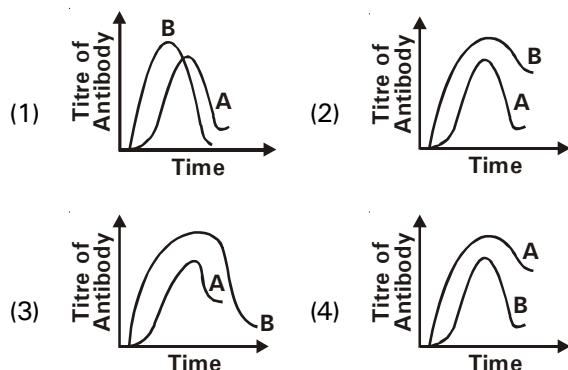 (1)
Titre of
Antibody
B
A
Time
(2)
Titre of
Antibody
B
A
Time
(3)
Titre of
Antibody
A
B
Time
(4)
Titre of
Antibody
A
B
Time